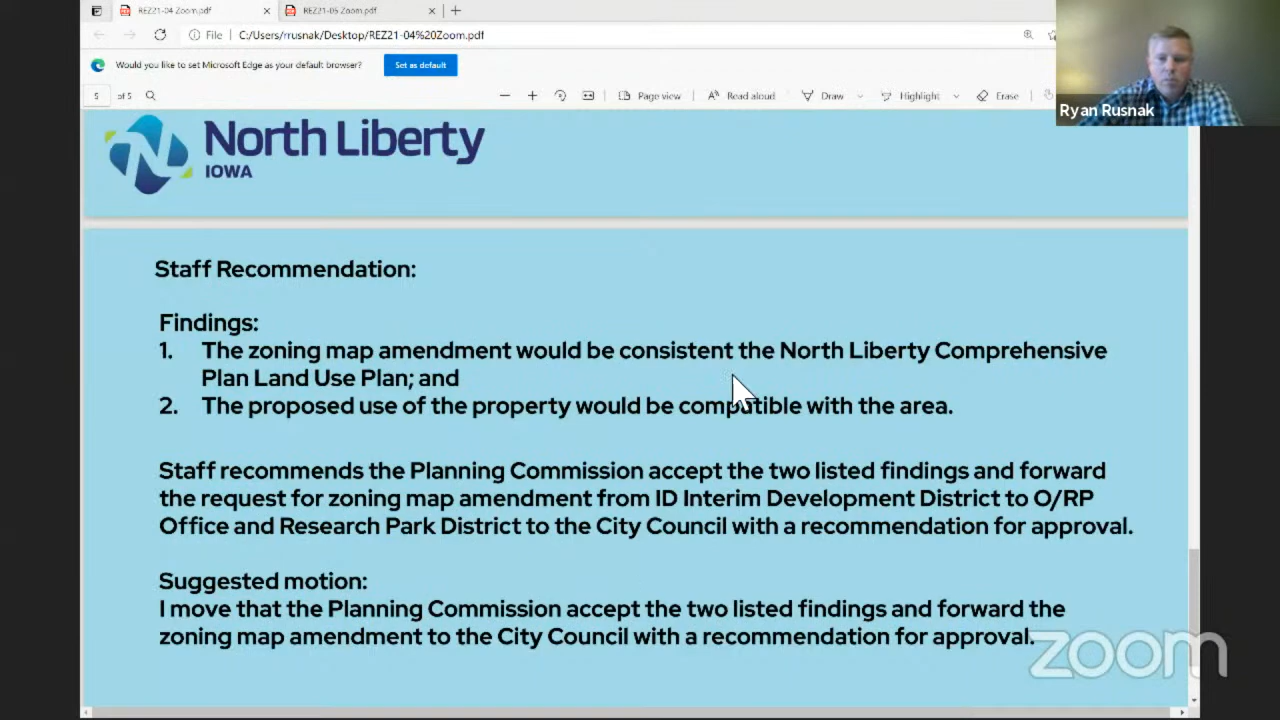 REZ21-04 Zoom.pdf
REZ21-05 Zoom.pdf
File
C:/Users/rrusnak/Desktop/REZ21-04%20Zoom.pdf
Would you like to set Microsoft Edge as your default browser?
Set as default
5
of 5
Page view
Read aloud
Draw
Highlight
Erase
Ryan Rusnak
N
North Liberty
IOWA
Staff Recommendation:
Findings:
1. The zoning map amendment would be consistent the North Liberty Comprehensive
Plan Land Use Plan; and
2. The proposed use of the property would be compatible with the area.
Staff recommends the Planning Commission accept the two listed findings and forward
the request for zoning map amendment from ID Interim Development District to O/RP
Office and Research Park District to the City Council with a recommendation for approval.
Suggested motion:
I move that the Planning Commission accept the two listed findings and forward the
zoning map amendment to the City Council with a recommendation for approval.
zoom